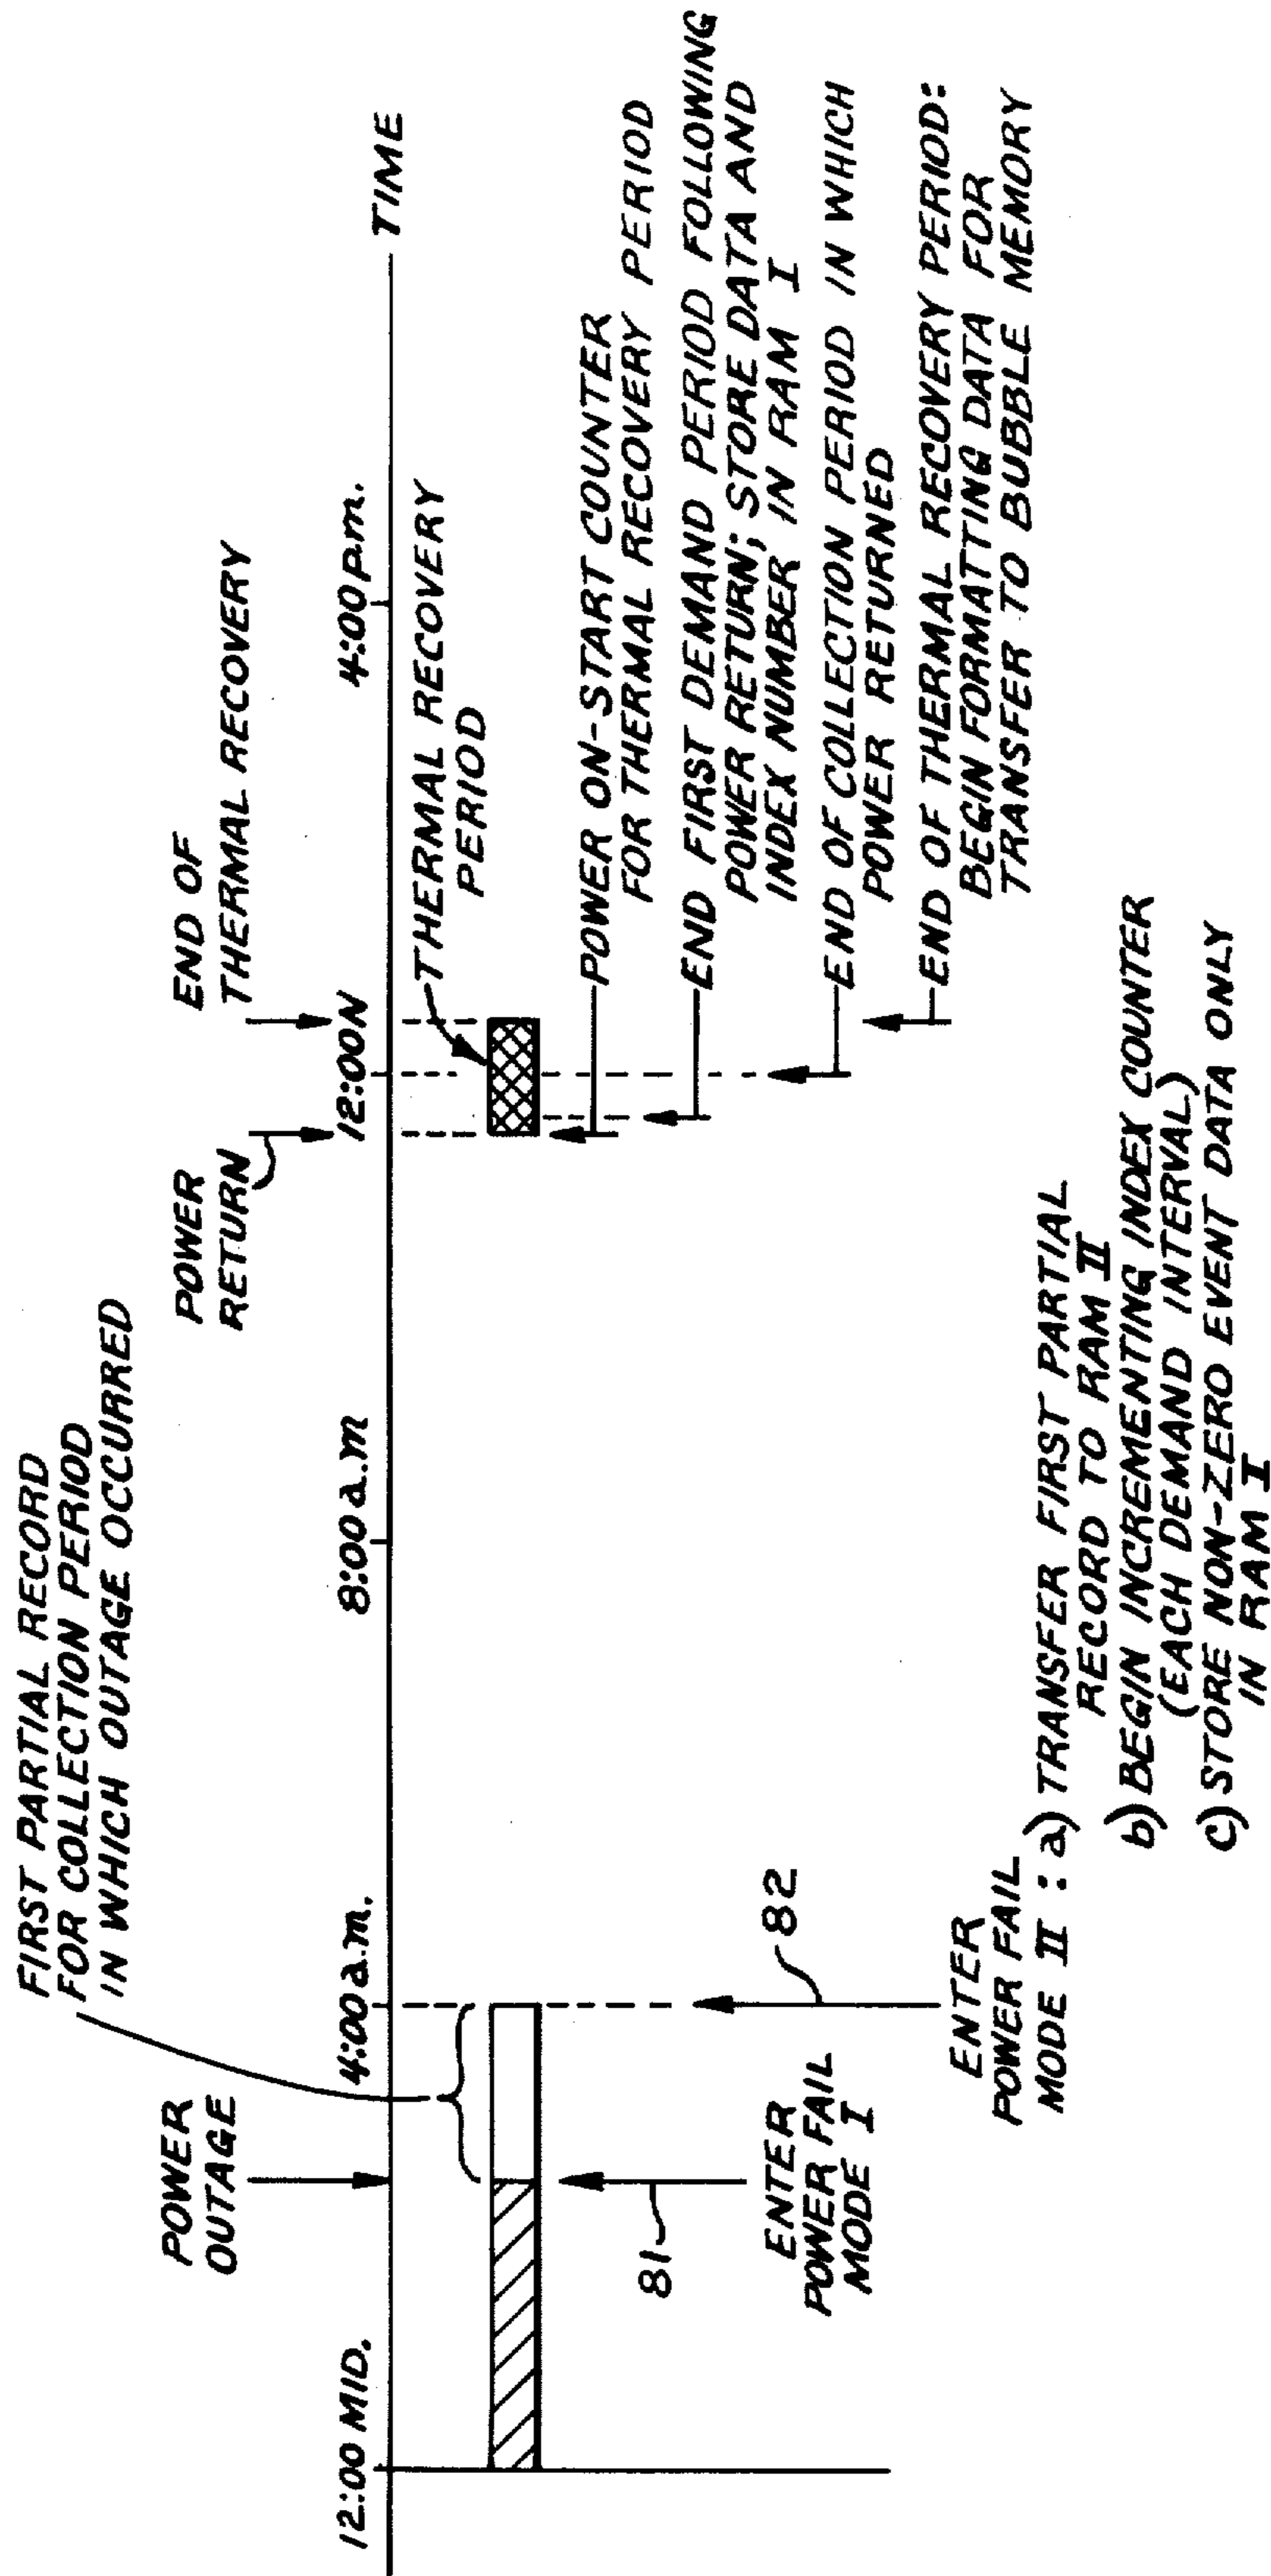 FIRST PARTIAL RECORD
FOR COLLECTION PERIOD
IN WHICH OUTAGE OCCURRED
POWER
OUTAGE
POWER
RETURN
END OF
THERMAL RECOVERY
12:00 MID.
4:00 a.m.
8:00 a.m
12:00N
4:00 p.m.
TIME
THERMAL RECOVERY
PERIOD
81
ENTER
POWER FAIL
MODE I
82
ENTER
POWER FAIL
MODE II : a) TRANSFER FIRST PARTIAL
RECORD TO RAM II
b) BEGIN INCREMENTING INDEX COUNTER
(EACH DEMAND INTERVAL)
c) STORE NON-ZERO EVENT DATA ONLY
IN RAM I
POWER ON-START COUNTER
FOR THERMAL RECOVERY PERIOD
END FIRST DEMAND PERIOD FOLLOWING
POWER RETURN; STORE DATA AND
INDEX NUMBER IN RAM I
END OF COLLECTION PERIOD IN WHICH
POWER RETURNED
END OF THERMAL RECOVERY PERIOD:
BEGIN FORMATTING DATA FOR
TRANSFER TO BUBBLE MEMORY